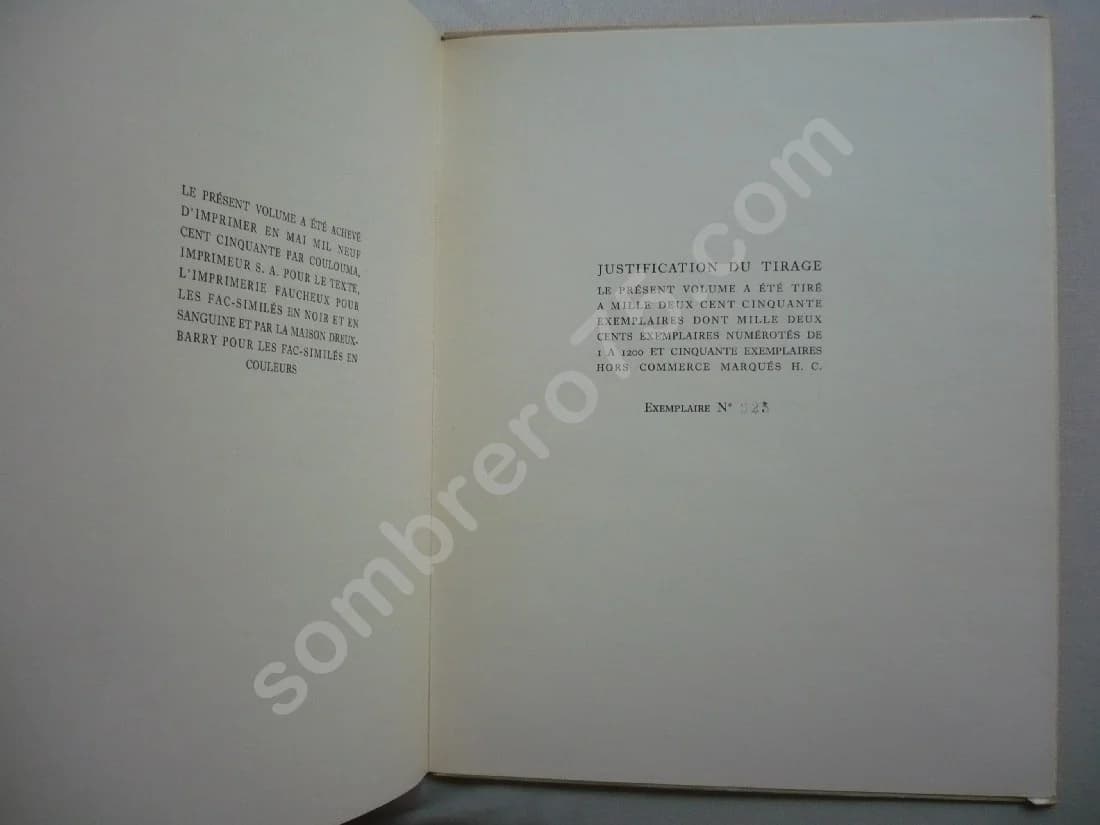 LE PRÉSENT VOLUME A ÉTÉ ACHEVÉ
D'IMPRIMER EN MAI MIL NEUF
CENT CINQUANTE PAR COULOUMA,
IMPRIMEUR S. A. POUR LE TEXTE,
L'IMPRIMERIE FAUCHEUX POUR
LES FAC-SIMILÉS EN NOIR ET EN
SANGUINE ET PAR LA MAISON DREUX-
BARRY POUR LES FAC-SIMILÉS EN
COULEURS
JUSTIFICATION DU TIRAGE
LE PRÉSENT VOLUME A ÉTÉ TIRÉ
A MILLE DEUX CENT CINQUANTE
EXEMPLAIRES DONT MILLE DEUX
CENTS EXEMPLAIRES NUMÉROTÉS DE
1 A 1200 ET CINQUANTE EXEMPLAIRES
HORS COMMERCE MARQUÉS H. C.
EXEMPLAIRE N°